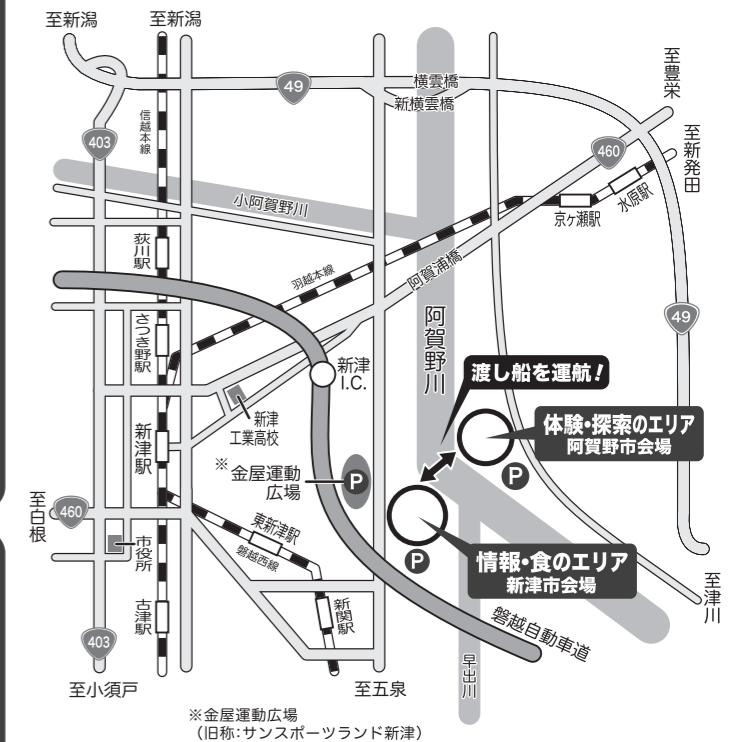 至新潟
至新潟
49
横雲橋
新横雲橋
至豊栄
至新発田
403
信越本線
460
水原駅
京ヶ瀬駅
小阿賀野川
荻川駅
羽越本線
阿賀浦橋
阿賀野川
49
さつき野駅
新津
I.C.
渡し船を運航!
新津
工業高校
体験・探索のエリア
阿賀野市会場
新津駅
※金屋運動
広場
P
P
至白根
460
市役所
東新津駅
磐越西線
P
情報・食のエリア
新津市会場
古津駅
新関駅
至津川
磐越自動車道
403
早出川
至小須戸
至五泉
※金屋運動広場
(旧称:サンスポーツランド新津)